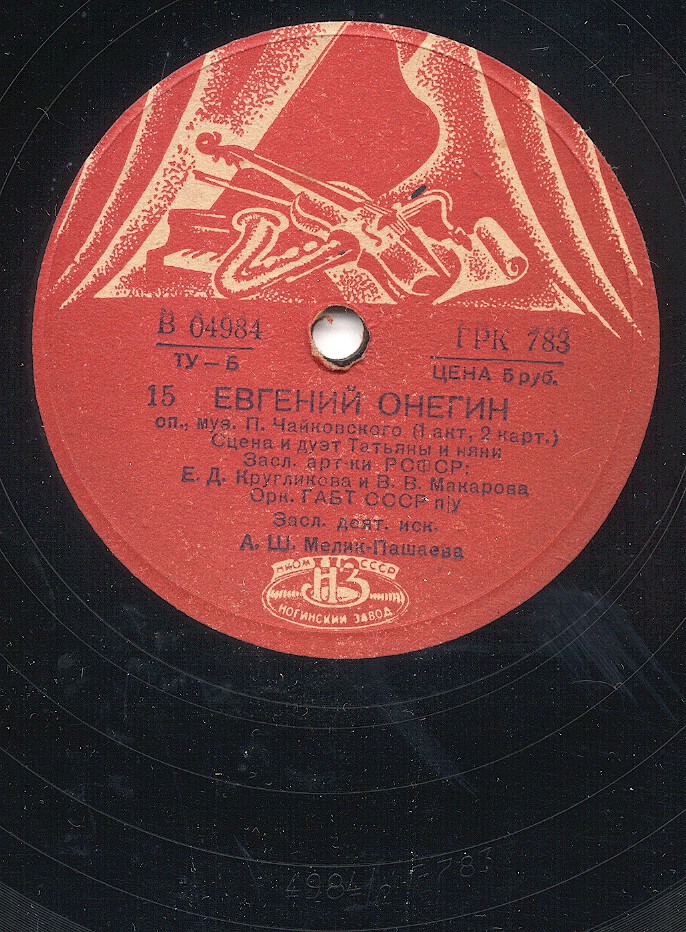 В 04984
ГРК 783
ТУ–Б
ЦЕНА 5 руб.
15 ЕВГЕНИЙ ОНЕГИН
оп., муз. П. Чайковского (1 акт, 2 карт.)
Сцена и дуэт Татьяны и няни
Засл. арт-ки РСФСР:
Е. Д. Кругликова и В. В. Макарова
Орк. ГАБТ СССР п/у
Засл. деят. иск.
А. Ш. Мелик-Пашаева
СССР
НЗ
НОГИНСКИЙ ЗАВОД